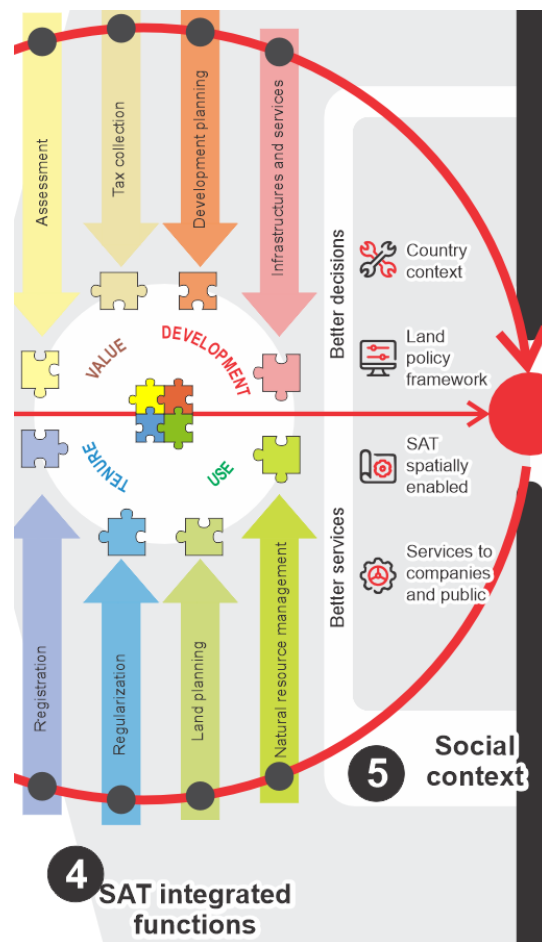 Assessment
Tax collection
Development planning
Infrastructures and services
VALUE
DEVELOPMENT
TENURE
USE
Registration
Regularization
Land planning
Natural resource management
4
SAT integrated
functions
Better decisions
Better services
Country
context
Land
policy
framework
SAT
spatially
enabled
Services to
companies
and public
5
Social
context